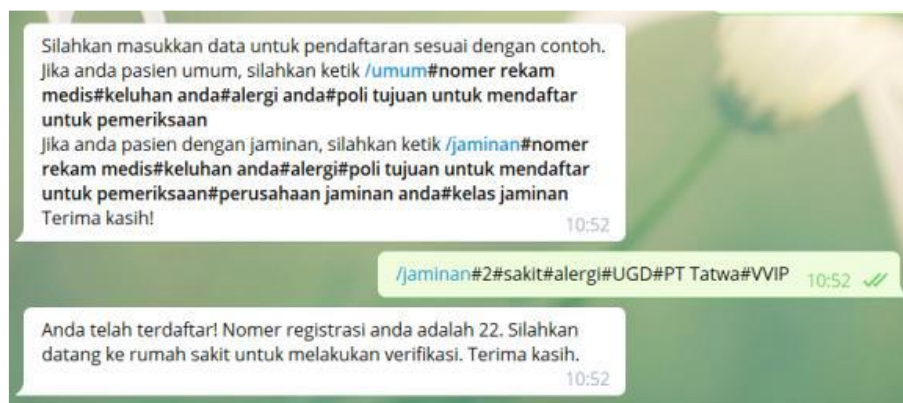 Silahkan masukkan data untuk pendaftaran sesuai dengan contoh.
Jika anda pasien umum, silahkan ketik /umum#nomer rekam
medis#keluhan anda#alergi anda#poli tujuan untuk mendaftar
untuk pemeriksaan
Jika anda pasien dengan jaminan, silahkan ketik /jaminan#nomer
rekam medis#keluhan anda#alergi#poli tujuan untuk mendaftar
untuk pemeriksaan#perusahaan jaminan anda#kelas jaminan
Terima kasih!
10:52
/jaminan#2#sakit#alergi#UGD#PT Tatwa#VVIP 10:52
Anda telah terdaftar! Nomer registrasi anda adalah 22. Silahkan
datang ke rumah sakit untuk melakukan verifikasi. Terima kasih.
10:52